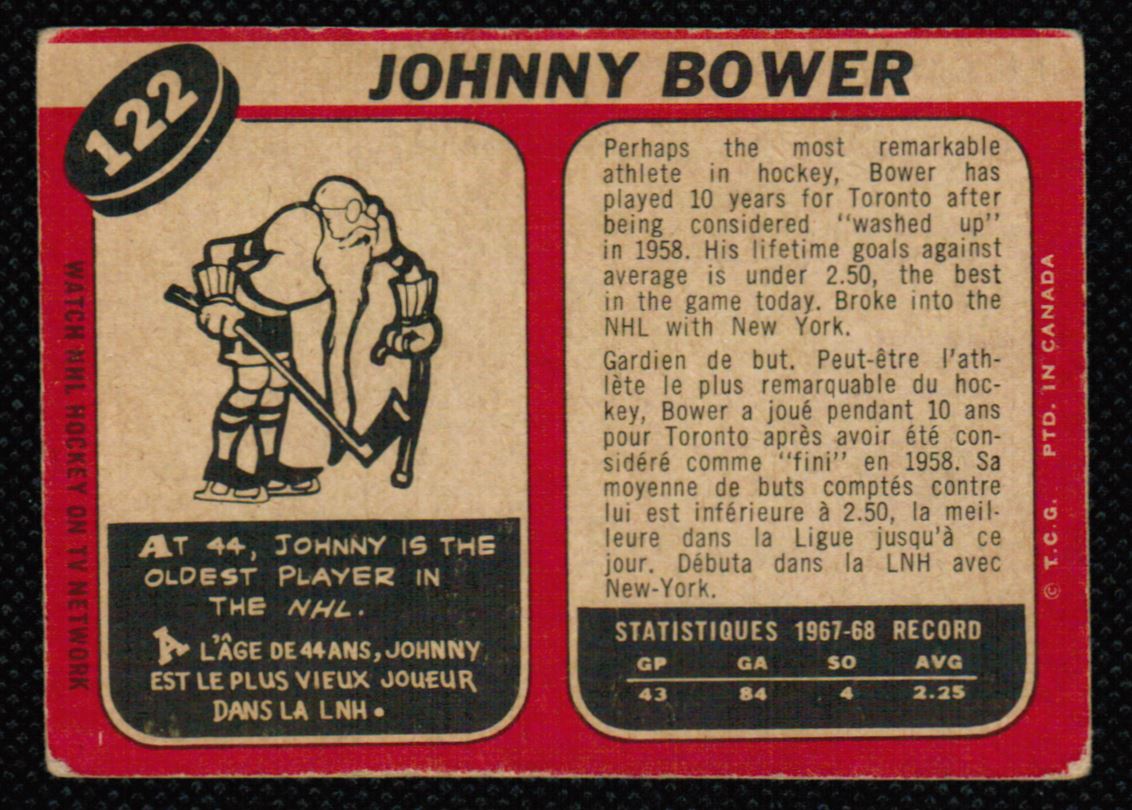 122
JOHNNY BOWER
WATCH NHL HOCKEY ON TV NETWORK
AT 44, JOHNNY IS THE
OLDEST PLAYER IN
THE NHL.
A L'ÂGE DE 44 ANS, JOHNNY
EST LE PLUS VIEUX JOUEUR
DANS LA LNH.
Perhaps the most remarkable
athlete in hockey, Bower has
played 10 years for Toronto after
being considered "washed up"
in 1958. His lifetime goals against
average is under 2.50, the best
in the game today. Broke into the
NHL with New York.
Gardien de but. Peut-être l'ath-
lète le plus remarquable du hoc-
key, Bower a joué pendant 10 ans
pour Toronto après avoir été con-
sidéré comme "fini" en 1958. Sa
moyenne de buts comptés contre
lui est inférieure à 2.50, la meil-
leure dans la Ligue jusqu'à ce
jour. Débuta dans la LNH avec
New-York.
STATISTIQUES 1967-68 RECORD
GP GA SO AVG
43 84 4 2.25
© T.C.G. PTD. IN CANADA